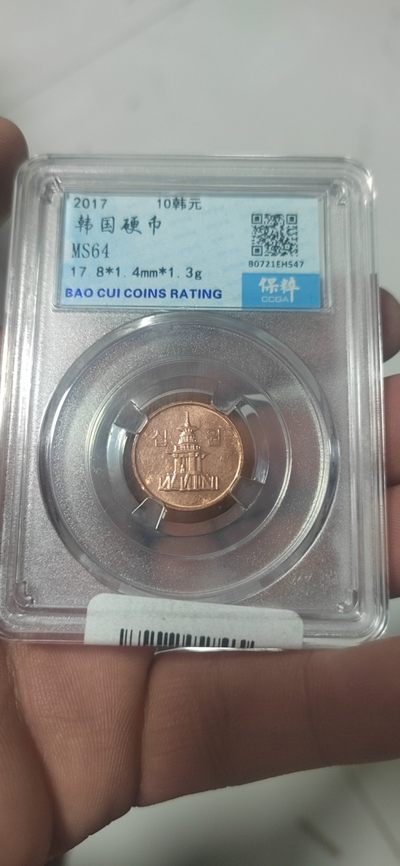 2017 10韩元
韩国硬币
MS64
17.8*1.4mm*1.3g
80721EH547
BAO CUI COINS RATING
保粹
CCGA
십 원